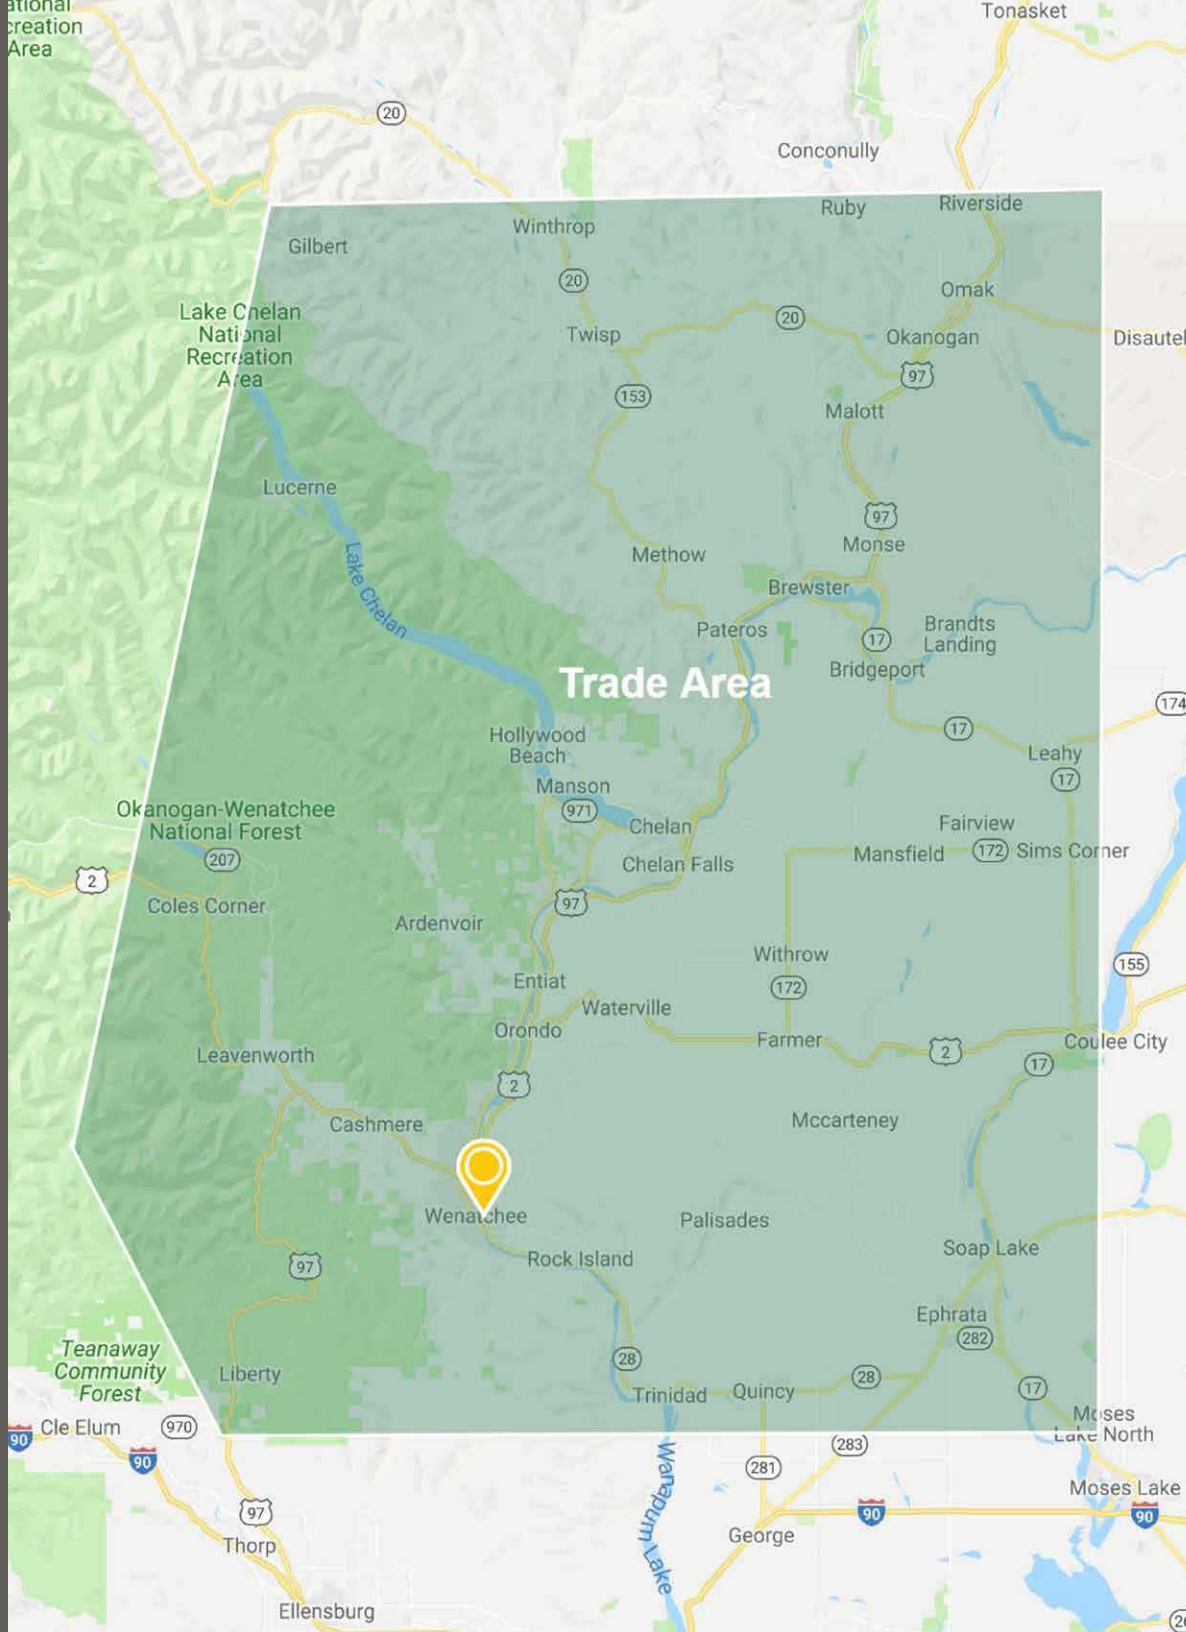 creation
Area
Tonasket
20
Conconully
Ruby
Riverside
Winthrop
Gilbert
20
Omak
Lake Chelan
National
Recreation
Area
20
Twisp
Okanogan
Disautel
97
153
Malott
Lucerne
97
Monse
Methow
Lake Chelan
Brewster
Pateros
Brandts
Landing
17
Bridgeport
Trade Area
174
17
Hollywood
Beach
Leahy
17
Manson
971
Okanogan-Wenatchee
National Forest
Chelan
Fairview
207
Chelan Falls
Mansfield
172
Sims Corner
2
97
Coles Corner
Ardenvoir
Withrow
155
Entiat
172
Waterville
Orondo
Farmer
Coulee City
2
Leavenworth
17
2
Cashmere
Mccarteney
Wenatchee
Palisades
Rock Island
Soap Lake
97
Ephrata
282
Teanaway
Community
Forest
28
Liberty
28
17
Trinidad
Quincy
Moses
Lake North
90
Cle Elum
970
283
90
281
Wanapum Lake
Moses Lake
97
90
90
George
Thorp
Ellensburg